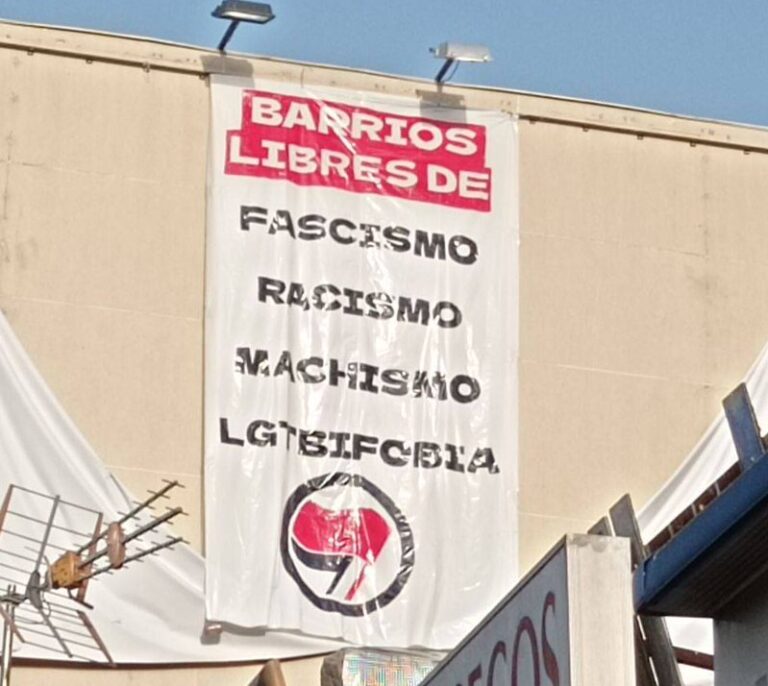 BARRIOS
LIBRES DE
FASCISMO
RACISMO
MACHISMO
LGTBIFOBIA